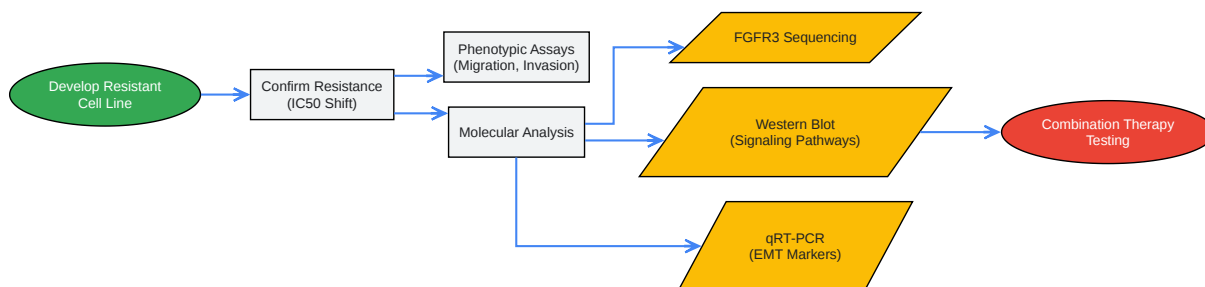 Develop Resistant
Cell Line
Confirm Resistance
(IC50 Shift)
Phenotypic Assays
(Migration, Invasion)
Molecular Analysis
FGFR3 Sequencing
Western Blot
(Signaling Pathways)
qRT-PCR
(EMT Markers)
Combination Therapy
Testing